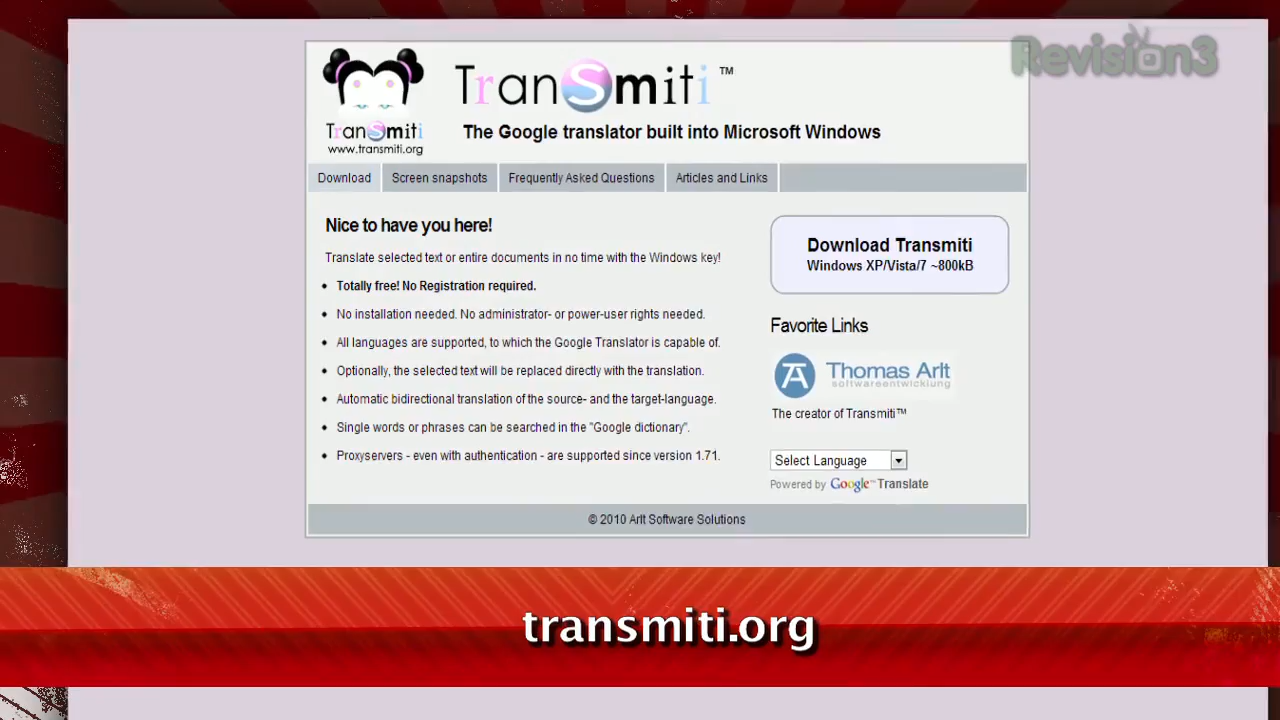 Revision3
TranSmiti ™
TranSmiti
www.transmiti.org
The Google translator built into Microsoft Windows
Download
Screen snapshots
Frequently Asked Questions
Articles and Links
Nice to have you here!
Translate selected text or entire documents in no time with the Windows key!
• Totally free! No Registration required.
• No installation needed. No administrator- or power-user rights needed.
• All languages are supported, to which the Google Translator is capable of.
• Optionally, the selected text will be replaced directly with the translation.
• Automatic bidirectional translation of the source- and the target-language.
• Single words or phrases can be searched in the "Google dictionary".
• Proxyservers - even with authentication - are supported since version 1.71.
Download Transmiti
Windows XP/Vista/7 ~800kB
Favorite Links
Thomas Arlt
softwareentwicklung
The creator of Transmiti™
Select Language
Powered by Google™ Translate
© 2010 Arlt Software Solutions
transmiti.org